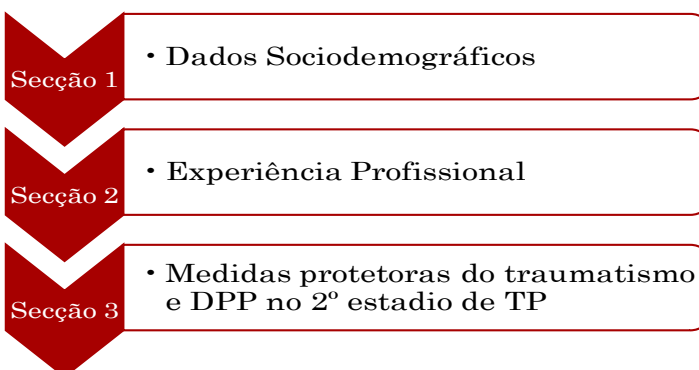 Secção 1
• Dados Sociodemográficos
Secção 2
• Experiência Profissional
Secção 3
• Medidas protetoras do traumatismo
e DPP no 2º estadio de TP